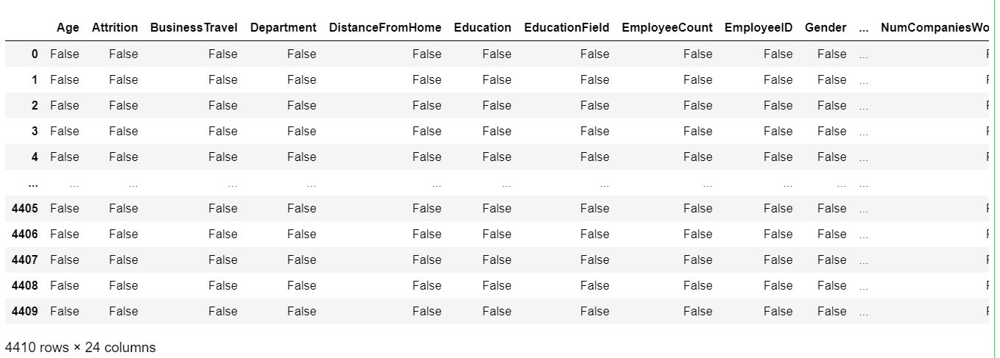 Age Attrition BusinessTravel Department DistanceFromHome Education EducationField EmployeeCount EmployeeID Gender ... NumCompaniesWo
0 False False False False False False False False False False ...
1 False False False False False False False False False False ...
2 False False False False False False False False False False ...
3 False False False False False False False False False False ...
4 False False False False False False False False False False ...
... ... ... ... ... ... ... ... ... ... ... ...
4405 False False False False False False False False False False ...
4406 False False False False False False False False False False ...
4407 False False False False False False False False False False ...
4408 False False False False False False False False False False ...
4409 False False False False False False False False False False ...
4410 rows × 24 columns